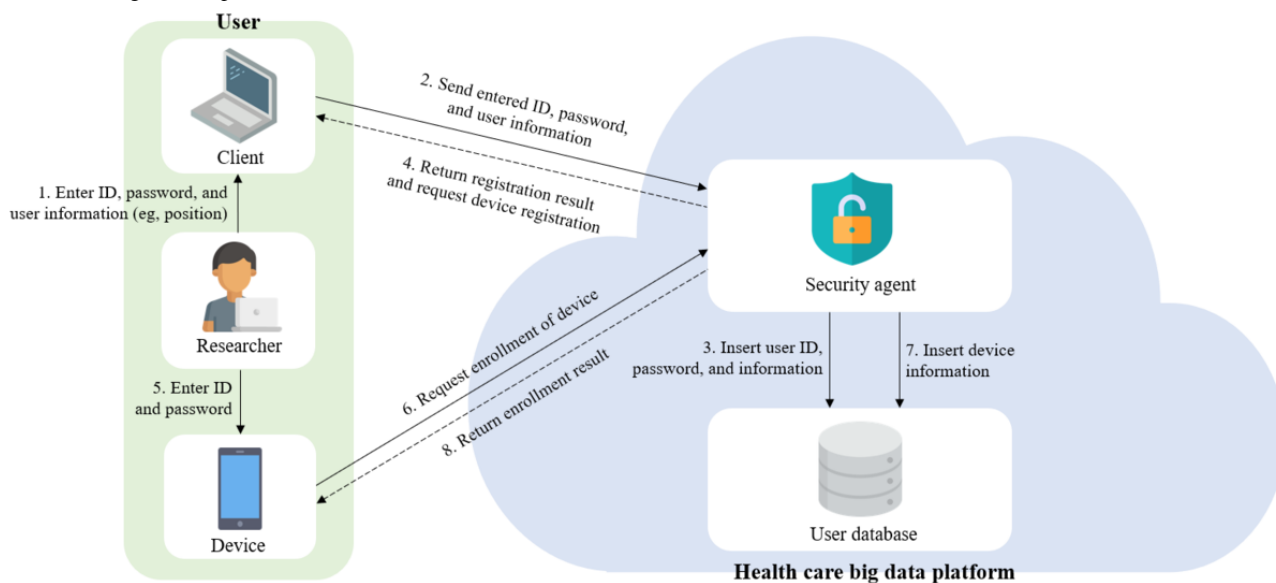 User
Client
2. Send entered ID, password,
and user information
4. Return registration result
and request device registration
1. Enter ID, password, and
user information (eg, position)
Researcher
5. Enter ID
and password
Device
6. Request enrollment of device
8. Return enrollment result
Security agent
3. Insert user ID,
password, and information
7. Insert device
information
User database
Health care big data platform